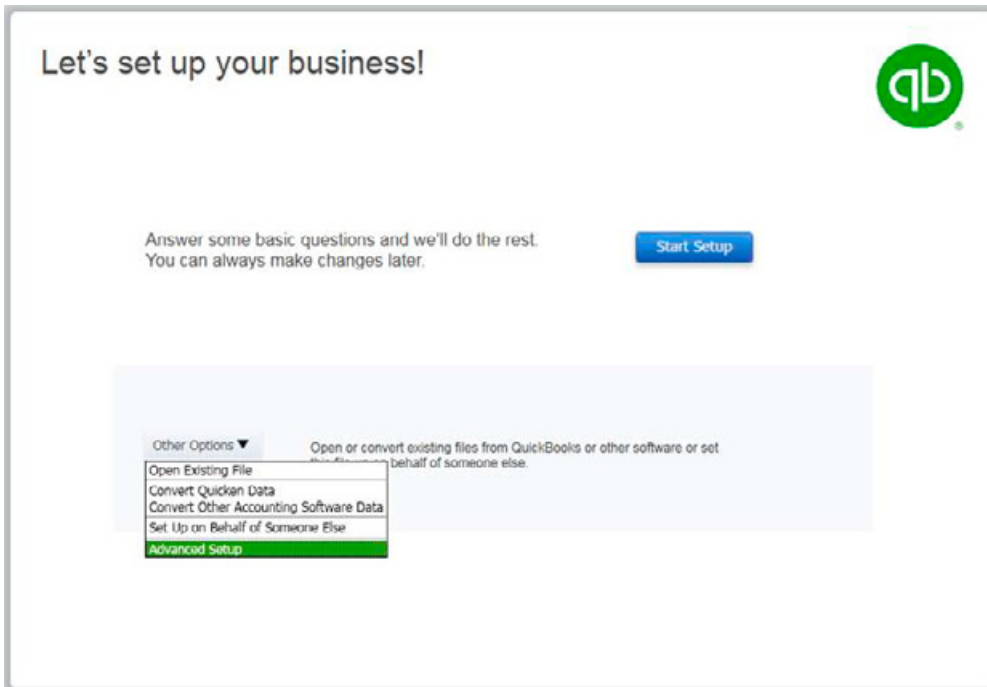 Let's set up your business!
qb
Answer some basic questions and we'll do the rest.
You can always make changes later.
Start Setup
Other Options ▼
Open or convert existing files from QuickBooks or other software or set
behalf of someone else.
Open Existing File
Convert Quicken Data
Convert Other Accounting Software Data
Set Up on Behalf of Someone Else
Advanced Setup